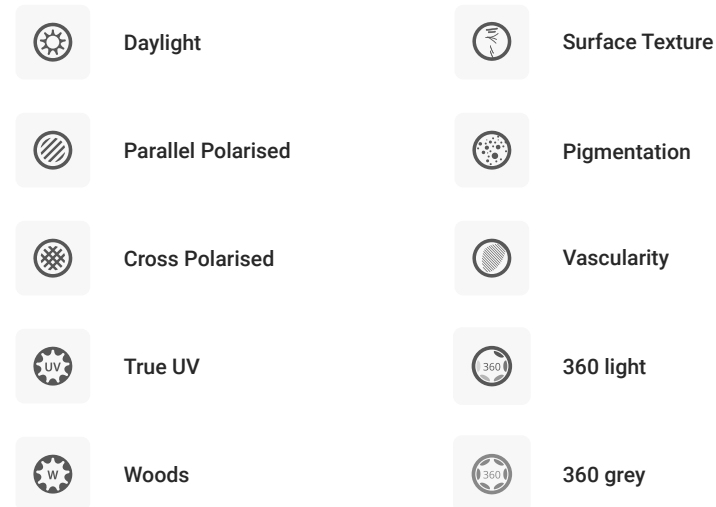 Daylight
Surface Texture
Parallel Polarised
Pigmentation
Cross Polarised
Vascularity
UV
True UV
360
360 light
W
Woods
360
360 grey